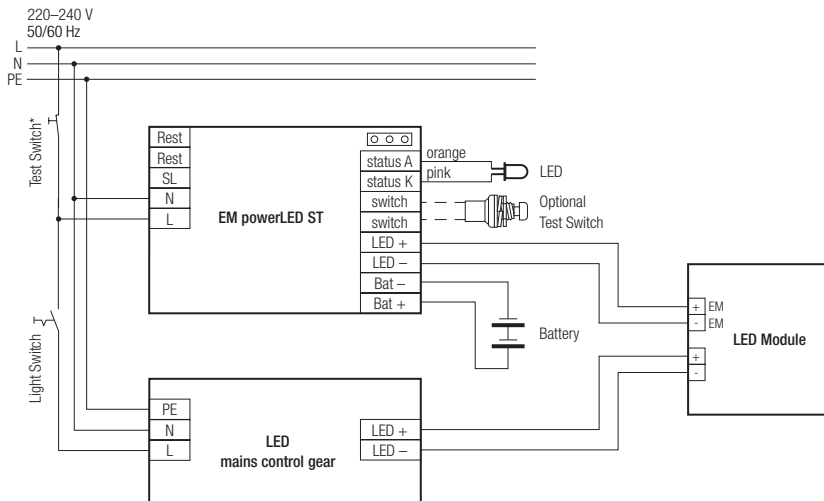 220–240 V
50/60 Hz
L
N
PE
Test Switch*
Light Switch
Rest
Rest
SL
N
L
EM powerLED ST
status A
status K
switch
switch
LED +
LED –
Bat –
Bat +
orange
pink
LED
Optional
Test Switch
Battery
+ EM
- EM
+
-
LED Module
PE
N
L
LED
mains control gear
LED +
LED –